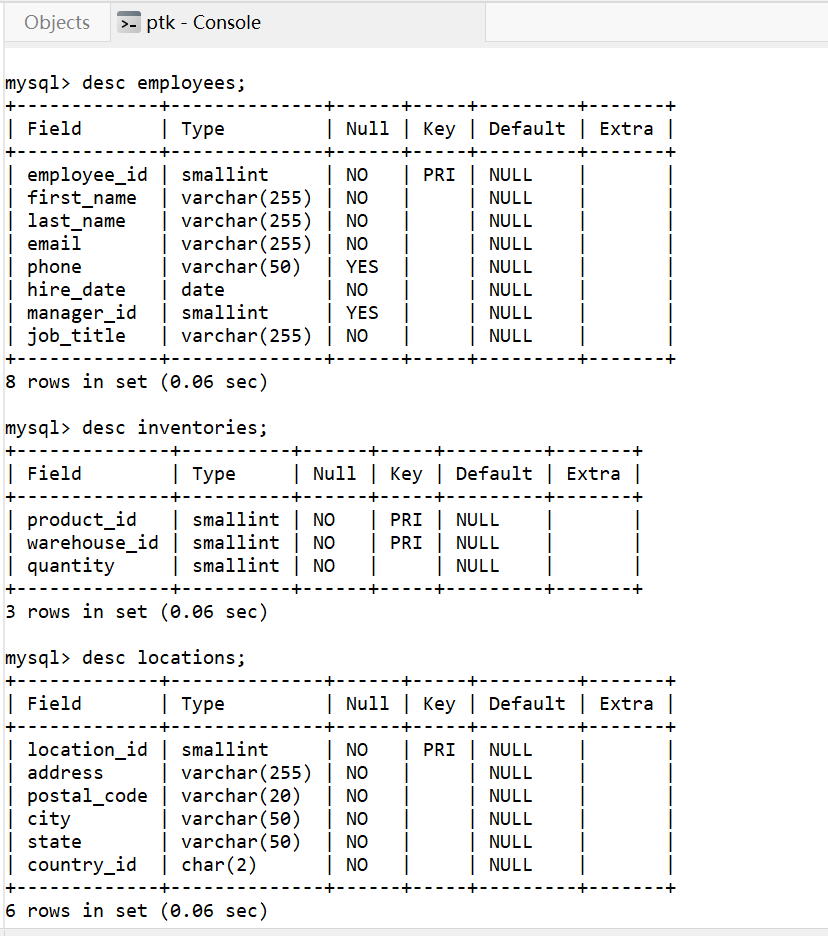 Objects >- ptk - Console
mysql> desc employees;
+-------------+--------------+------+-----+---------+-------+
| Field       | Type         | Null | Key | Default | Extra |
+-------------+--------------+------+-----+---------+-------+
| employee_id | smallint     | NO   | PRI | NULL    |       |
| first_name  | varchar(255) | NO   |     | NULL    |       |
| last_name   | varchar(255) | NO   |     | NULL    |       |
| email       | varchar(255) | NO   |     | NULL    |       |
| phone       | varchar(50)  | YES  |     | NULL    |       |
| hire_date   | date         | NO   |     | NULL    |       |
| manager_id  | smallint     | YES  |     | NULL    |       |
| job_title   | varchar(255) | NO   |     | NULL    |       |
+-------------+--------------+------+-----+---------+-------+
8 rows in set (0.06 sec)
mysql> desc inventories;
+--------------+----------+------+-----+---------+-------+
| Field        | Type     | Null | Key | Default | Extra |
+--------------+----------+------+-----+---------+-------+
| product_id   | smallint | NO   | PRI | NULL    |       |
| warehouse_id | smallint | NO   | PRI | NULL    |       |
| quantity     | smallint | NO   |     | NULL    |       |
+--------------+----------+------+-----+---------+-------+
3 rows in set (0.06 sec)
mysql> desc locations;
+-------------+--------------+------+-----+---------+-------+
| Field       | Type         | Null | Key | Default | Extra |
+-------------+--------------+------+-----+---------+-------+
| location_id | smallint     | NO   | PRI | NULL    |       |
| address     | varchar(255) | NO   |     | NULL    |       |
| postal_code | varchar(20)  | NO   |     | NULL    |       |
| city        | varchar(50)  | NO   |     | NULL    |       |
| state       | varchar(50)  | NO   |     | NULL    |       |
| country_id  | char(2)      | NO   |     | NULL    |       |
+-------------+--------------+------+-----+---------+-------+
6 rows in set (0.06 sec)